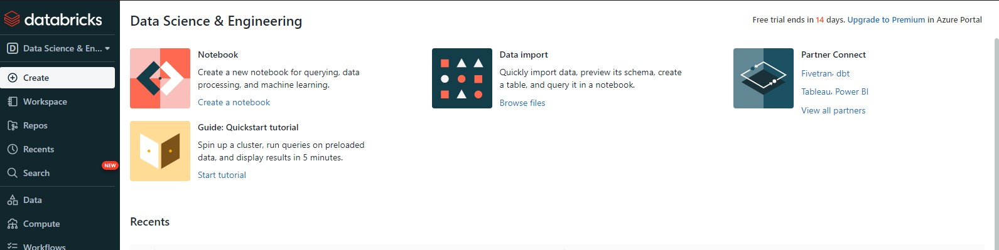 databricks
Data Science & Engineering
Free trial ends in 14 days. Upgrade to Premium in Azure Portal
D Data Science & En...
Create
Workspace
Repos
Recents
Search
NEW
Data
Compute
Workflows
Notebook
Create a new notebook for querying, data
processing, and machine learning.
Create a notebook
Data import
Quickly import data, preview its schema, create
a table, and query it in a notebook.
Browse files
Partner Connect
Fivetran, dbt
Tableau, Power BI
View all partners
Guide: Quickstart tutorial
Spin up a cluster, run queries on preloaded
data, and display results in 5 minutes.
Start tutorial
Recents